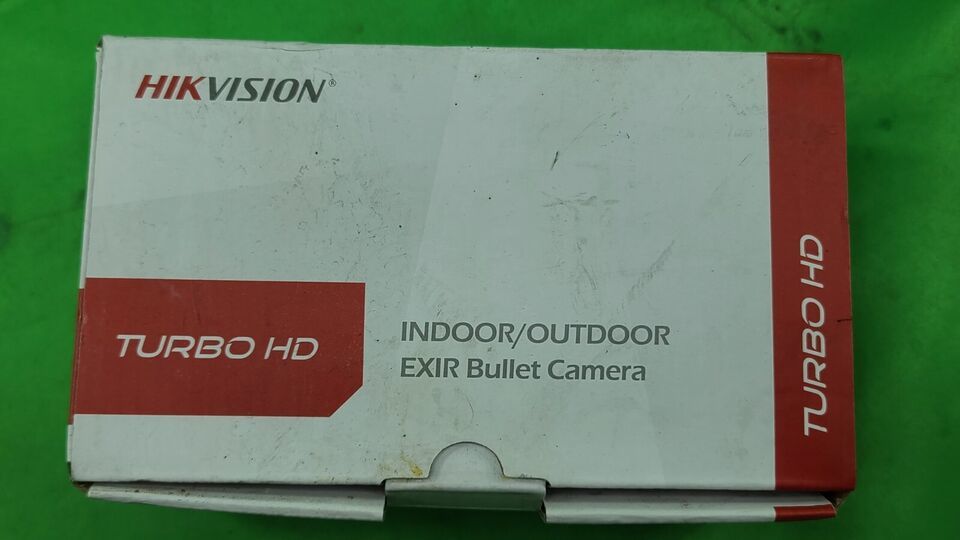 HIKVISION®
TURBO HD
INDOOR/OUTDOOR
EXIR Bullet Camera
TURBO HD